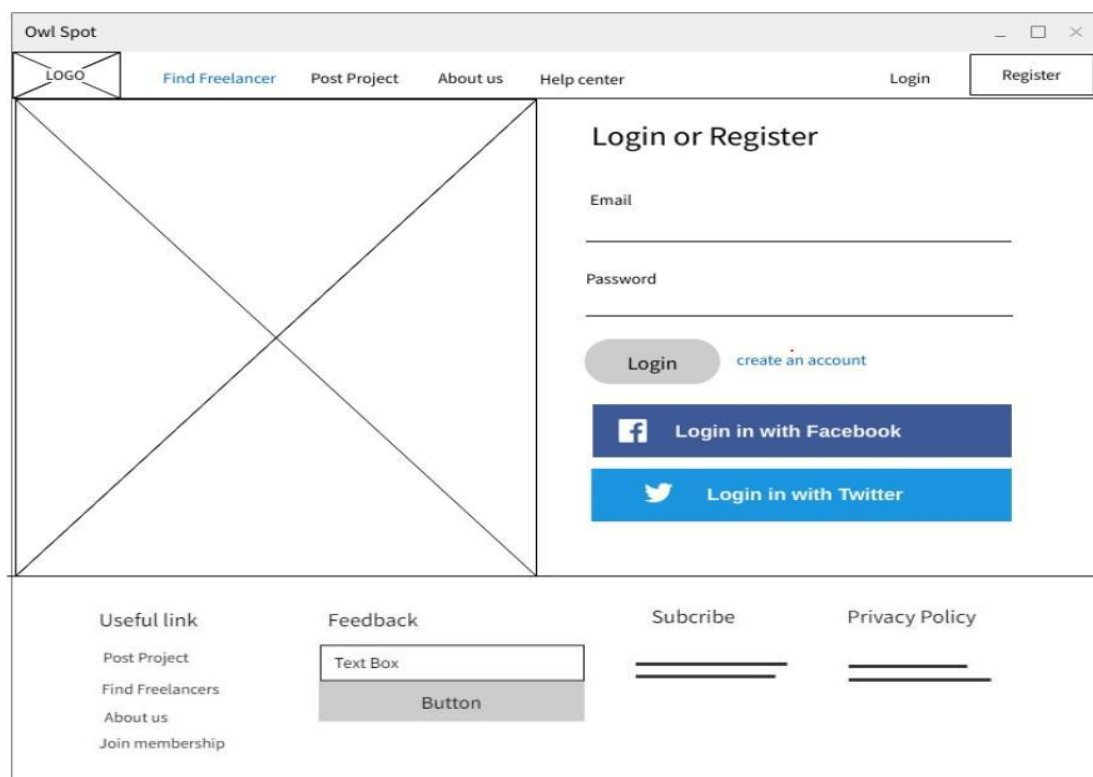 Owl Spot
LOGO Find Freelancer Post Project About us Help center Login Register
Login or Register
Email
Password
Login create an account
Login in with Facebook
Login in with Twitter
Useful link
Post Project
Find Freelancers
About us
Join membership
Feedback
Text Box
Button
Subcribe
Privacy Policy